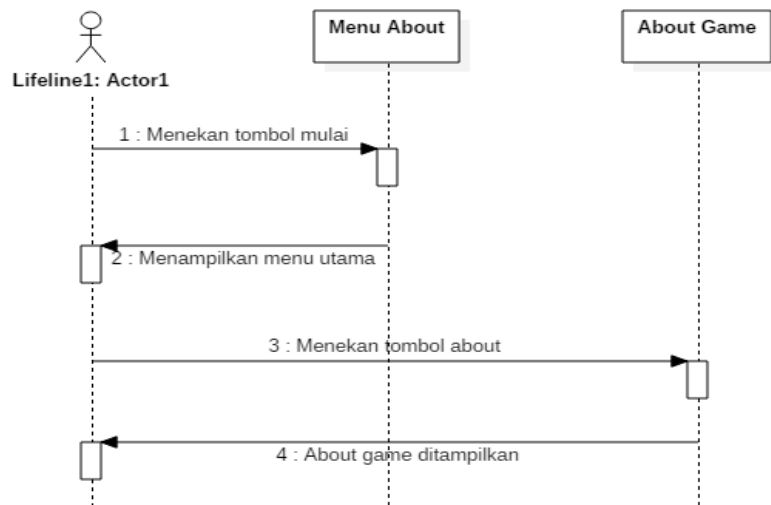 Menu About
About Game
Lifeline1: Actor1
1 : Menekan tombol mulai
2 : Menampilkan menu utama
3 : Menekan tombol about
4 : About game ditampilkan